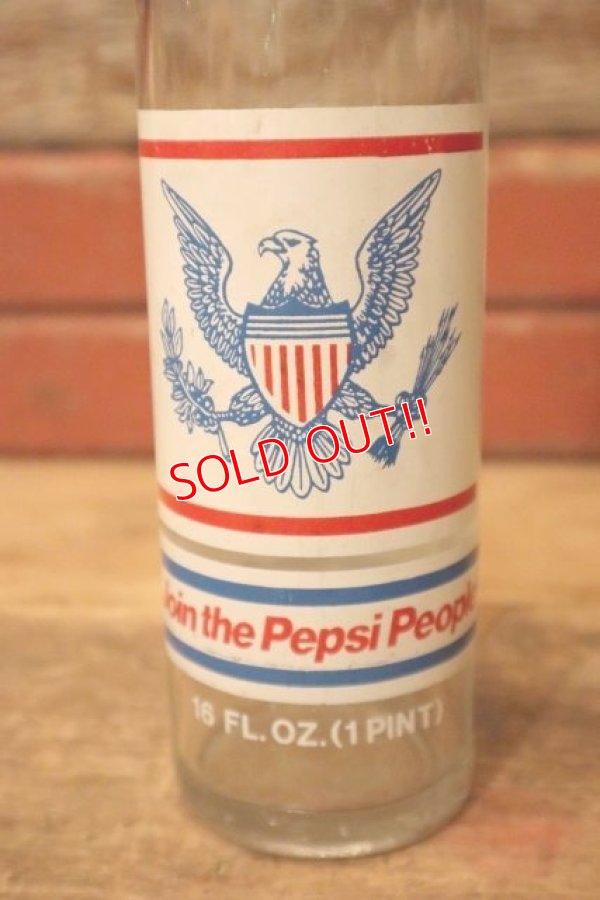 SOLD OUT!!
Join the Pepsi People
16 FL. OZ. (1 PINT)